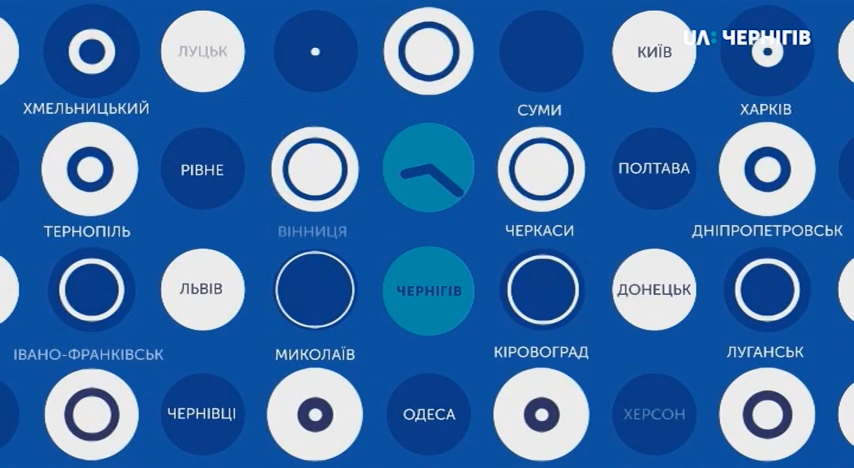 ЛУЦЬК
КИЇВ
UA: ЧЕРНІГІВ
ХМЕЛЬНИЦЬКИЙ
СУМИ
ХАРКІВ
РІВНЕ
ПОЛТАВА
ТЕРНОПІЛЬ
ВІННИЦЯ
ЧЕРКАСИ
ДНІПРОПЕТРОВСЬК
ЛЬВІВ
ЧЕРНІГІВ
ДОНЕЦЬК
ІВАНО-ФРАНКІВСЬК
МИКОЛАЇВ
КІРОВОГРАД
ЛУГАНСЬК
ЧЕРНІВЦІ
ОДЕСА
ХЕРСОН